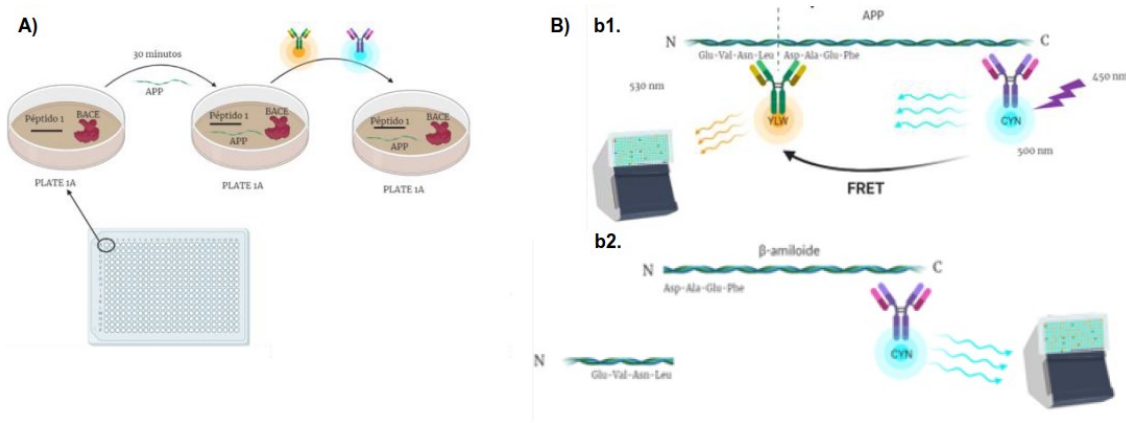 A)
30 minutos
APP
Péptido 1
BACE
PLATE 1A
Péptido 1
BACE
APP
PLATE 1A
Péptido 1
BACE
APP
PLATE 1A
B)
b1.
APP
N
C
Glu-Val-Asn-Leu
Asp-Ala-Glu-Phe
530 nm
450 nm
YLW
CYN
500 nm
FRET
b2.
β-amiloide
N
C
Asp-Ala-Glu-Phe
CYN
N
Glu-Val-Asn-Leu